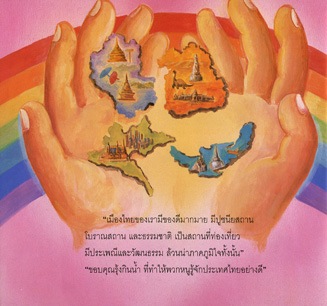 "เมืองไทยของเรามีของดีมากมาย มีปูชนียสถาน
โบราณสถาน และธรรมชาติ เป็นสถานที่ท่องเที่ยว
มีประเพณีและวัฒนธรรม ล้วนน่าภาคภูมิใจทั้งนั้น"
"ขอบคุณรุ้งกินน้ำ ที่ทำให้พวกหนูรู้จักประเทศไทยอย่างดี"